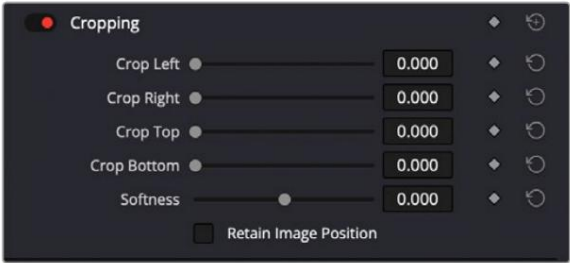 Cropping
Crop Left 0.000
Crop Right 0.000
Crop Top 0.000
Crop Bottom 0.000
Softness 0.000
Retain Image Position